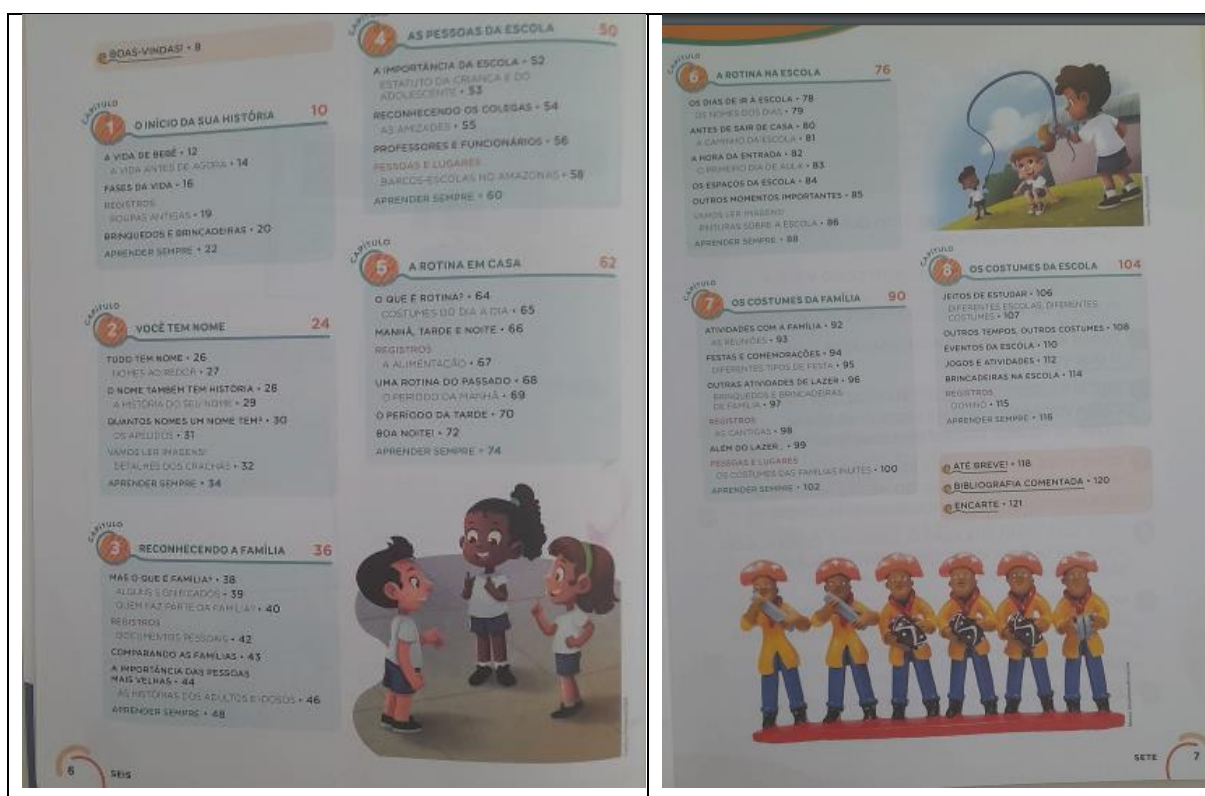 BOAS-VINDAS! • 8
CAPÍTULO
1 O INÍCIO DA SUA HISTÓRIA 10
A VIDA DE BEBÊ • 12
A VIDA ANTES DE AGORA • 14
FASES DA VIDA • 16
REGISTROS
ROUPAS ANTIGAS • 19
BRINQUEDOS E BRINCADEIRAS • 20
APRENDER SEMPRE • 22
CAPÍTULO
2 VOCÊ TEM NOME 24
TUDO TEM NOME • 26
NOMES AO REDOR • 27
O NOME TAMBÉM TEM HISTÓRIA • 28
A HISTÓRIA DO SEU NOME • 29
QUANTOS NOMES UM NOME TEM? • 30
OS APELIDOS • 31
VAMOS LER IMAGENS!
DETALHES DOS CRACHÁS • 32
APRENDER SEMPRE • 34
CAPÍTULO
3 RECONHECENDO A FAMÍLIA 36
MAS O QUE É FAMÍLIA? • 38
ALGUNS SIGNIFICADOS • 39
QUEM FAZ PARTE DA FAMÍLIA? • 40
REGISTROS
DOCUMENTOS PESSOAIS • 42
COMPARANDO AS FAMÍLIAS • 43
A IMPORTÂNCIA DAS PESSOAS
MAIS VELHAS • 44
AS HISTÓRIAS DOS ADULTOS E IDOSOS • 46
APRENDER SEMPRE • 48
CAPÍTULO
4 AS PESSOAS DA ESCOLA 50
A IMPORTÂNCIA DA ESCOLA • 52
ESTATUTO DA CRIANÇA E DO
ADOLESCENTE • 53
RECONHECENDO OS COLEGAS • 54
AS AMIZADES • 55
PROFESSORES E FUNCIONÁRIOS • 56
PESSOAS E LUGARES
BARCOS-ESCOLAS NO AMAZONAS • 58
APRENDER SEMPRE • 60
CAPÍTULO
5 A ROTINA EM CASA 62
O QUE É ROTINA? • 64
COSTUMES DO DIA A DIA • 65
MANHÃ, TARDE E NOITE • 66
REGISTROS
A ALIMENTAÇÃO • 67
UMA ROTINA DO PASSADO • 68
O PERÍODO DA MANHÃ • 69
O PERÍODO DA TARDE • 70
BOA NOITE! • 72
APRENDER SEMPRE • 74
6 SEIS
CAPÍTULO
6 A ROTINA NA ESCOLA 76
OS DIAS DE IR À ESCOLA • 78
OS NOMES DOS DIAS • 79
ANTES DE SAIR DE CASA • 80
A CAMINHO DA ESCOLA • 81
A HORA DA ENTRADA • 82
O PRIMEIRO DIA DE AULA • 83
OS ESPAÇOS DA ESCOLA • 84
OUTROS MOMENTOS IMPORTANTES • 85
VAMOS LER IMAGENS!
PINTURAS SOBRE A ESCOLA • 86
APRENDER SEMPRE • 88
CAPÍTULO
7 OS COSTUMES DA FAMÍLIA 90
ATIVIDADES COM A FAMÍLIA • 92
AS REUNIÕES • 93
FESTAS E COMEMORAÇÕES • 94
DIFERENTES TIPOS DE FESTA • 95
OUTRAS ATIVIDADES DE LAZER • 96
BRINQUEDOS E BRINCADEIRAS
DE FAMÍLIA • 97
REGISTROS
AS CANTIGAS • 98
ALÉM DO LAZER... • 99
PESSOAS E LUGARES
OS COSTUMES DAS FAMÍLIAS INUÍTES • 100
APRENDER SEMPRE • 102
CAPÍTULO
8 OS COSTUMES DA ESCOLA 104
JEITOS DE ESTUDAR • 106
DIFERENTES ESCOLAS, DIFERENTES
COSTUMES • 107
OUTROS TEMPOS, OUTROS COSTUMES • 108
EVENTOS DA ESCOLA • 110
JOGOS E ATIVIDADES • 112
BRINCADEIRAS NA ESCOLA • 114
REGISTROS
DOMINÓ • 115
APRENDER SEMPRE • 116
ATÉ BREVE! • 118
BIBLIOGRAFIA COMENTADA • 120
ENCARTE • 121
SETE 7